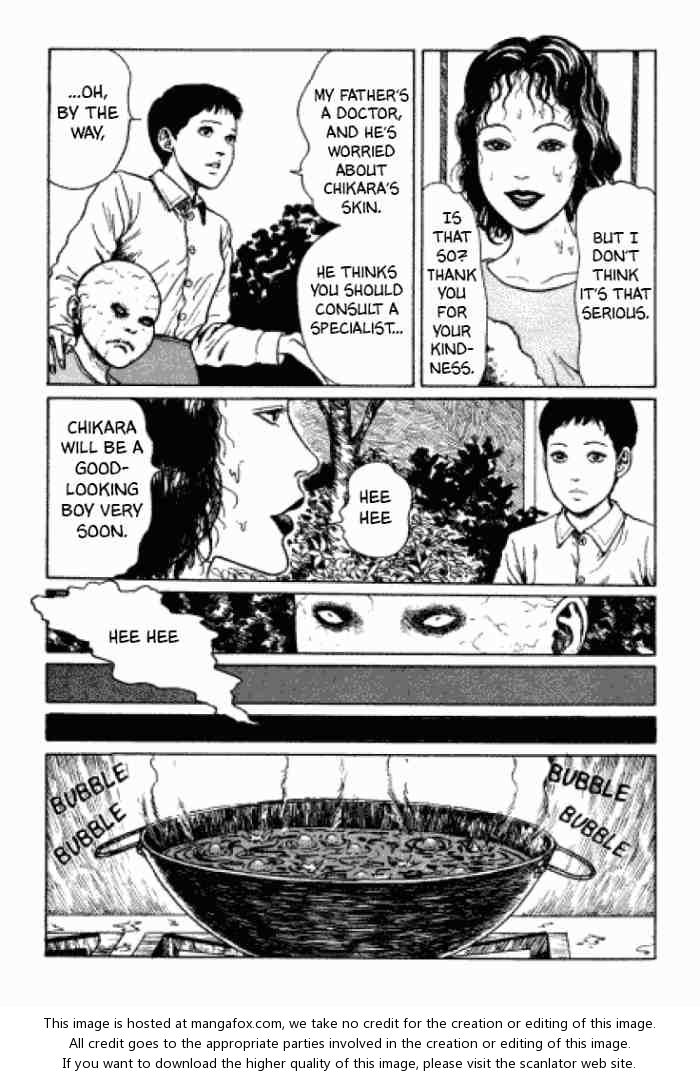 ...OH,
BY THE
WAY,
MY FATHER'S
A DOCTOR,
AND HE'S
WORRIED
ABOUT
CHIKARA'S
SKIN.
HE THINKS
YOU SHOULD
CONSULT A
SPECIALIST...
IS
THAT
SO?
THANK
YOU
FOR
YOUR
KIND-
NESS.
BUT I
DON'T
THINK
IT'S THAT
SERIOUS.
CHIKARA
WILL BE A
GOOD-
LOOKING
BOY VERY
SOON.
HEE
HEE
HEE HEE
BUBBLE
BUBBLE
BUBBLE
BUBBLE
This image is hosted at mangafox.com, we take no credit for the creation or editing of this image.
All credit goes to the appropriate parties involved in the creation or editing of this image.
If you want to download the higher quality of this image, please visit the scanlator web site.